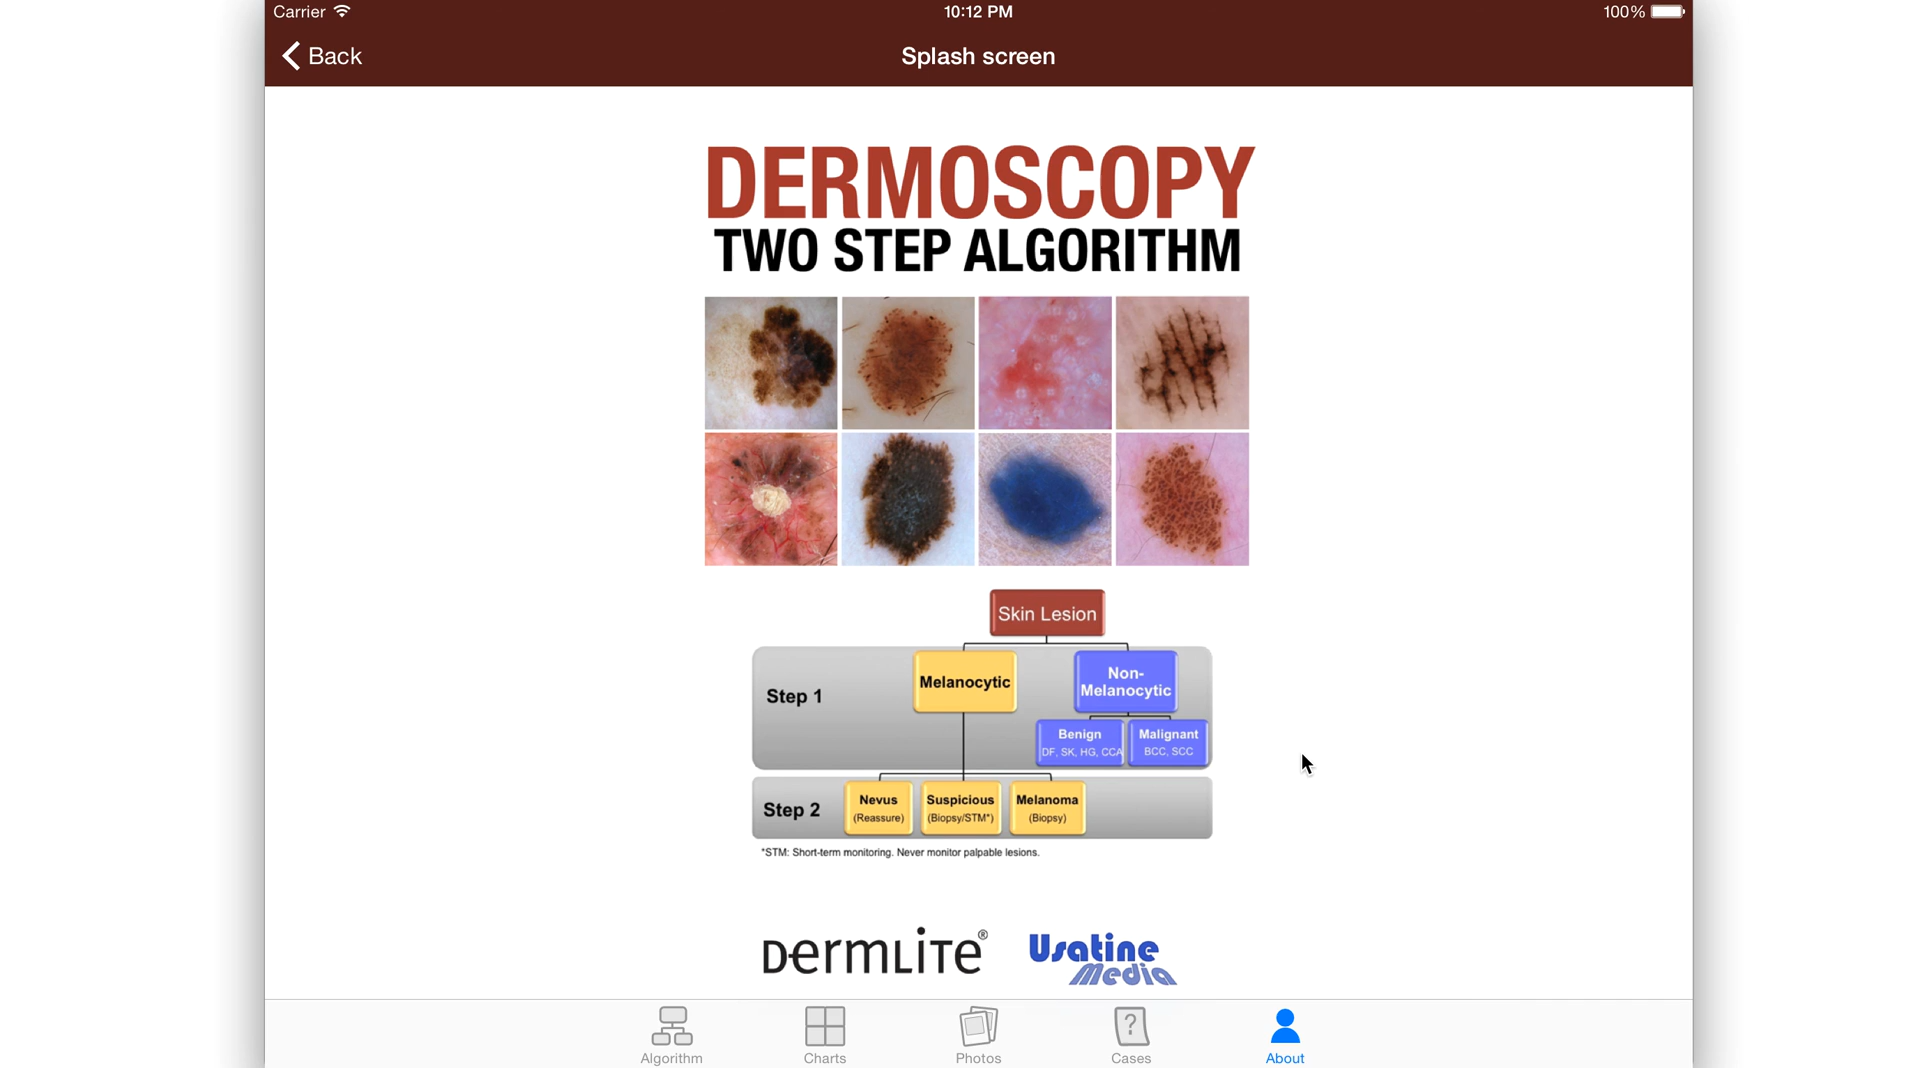 Carrier
10:12 PM
100%
Back
Splash screen
DERMOSCOPY
TWO STEP ALGORITHM
Skin Lesion
Step 1
Melanocytic
Non-
Melanocytic
Benign
DF, SK, HG, CCA
Malignant
BCC, SCC
Step 2
Nevus
(Reassure)
Suspicious
(Biopsy/STM*)
Melanoma
(Biopsy)
*STM: Short-term monitoring. Never monitor palpable lesions.
DermLite®
Usatine
Media
Algorithm
Charts
Photos
?
Cases
About